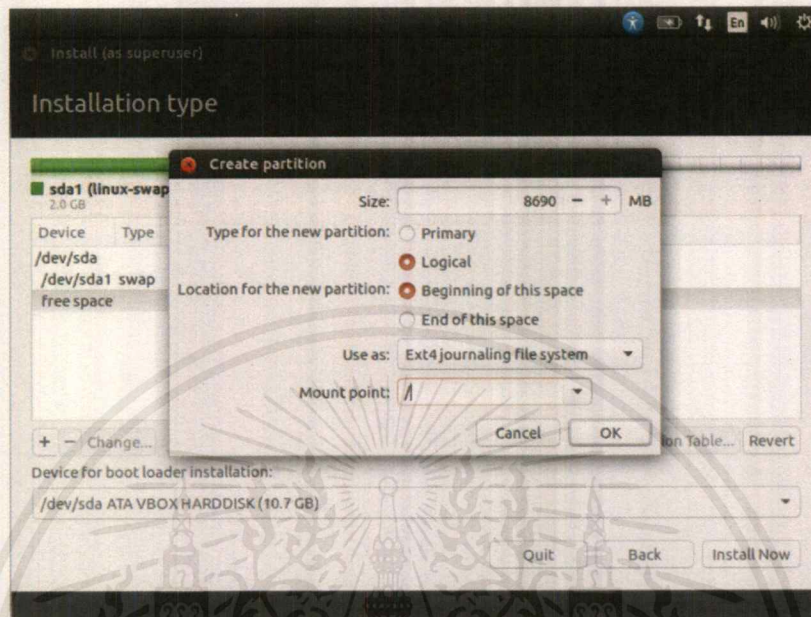 En
Install (as superuser)
Installation type
Create partition
sda1 (linux-swap
2.0 GB
Size: 8690 − + MB
Device Type
Type for the new partition: Primary
/dev/sda
Logical
/dev/sda1 swap
Location for the new partition: Beginning of this space
free space
End of this space
Use as: Ext4 journaling file system
Mount point: /
Cancel OK
+ − Change... ion Table... Revert
Device for boot loader installation:
/dev/sda ATA VBOX HARDDISK (10.7 GB)
Quit Back Install Now